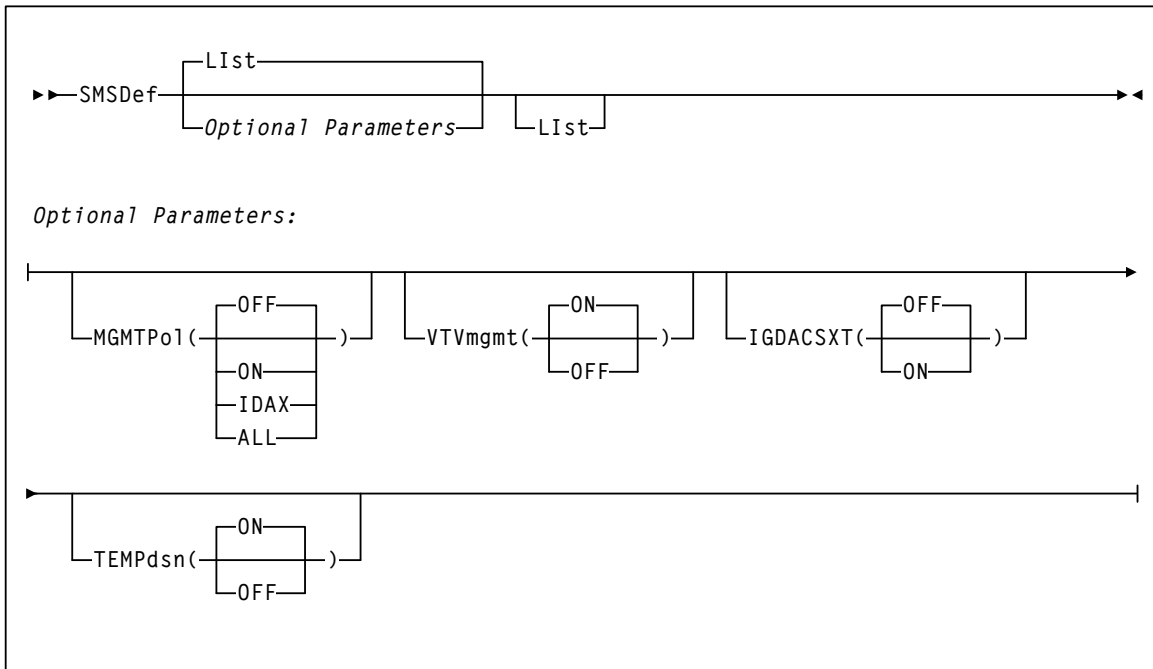 LIst
SMSDef
Optional Parameters
LIst
Optional Parameters:
OFF ON OFF
MGMTPol( ) VTVmgmt( ) IGDACSXT( )
ON OFF ON
IDAX
ALL
ON
TEMPdsn( )
OFF